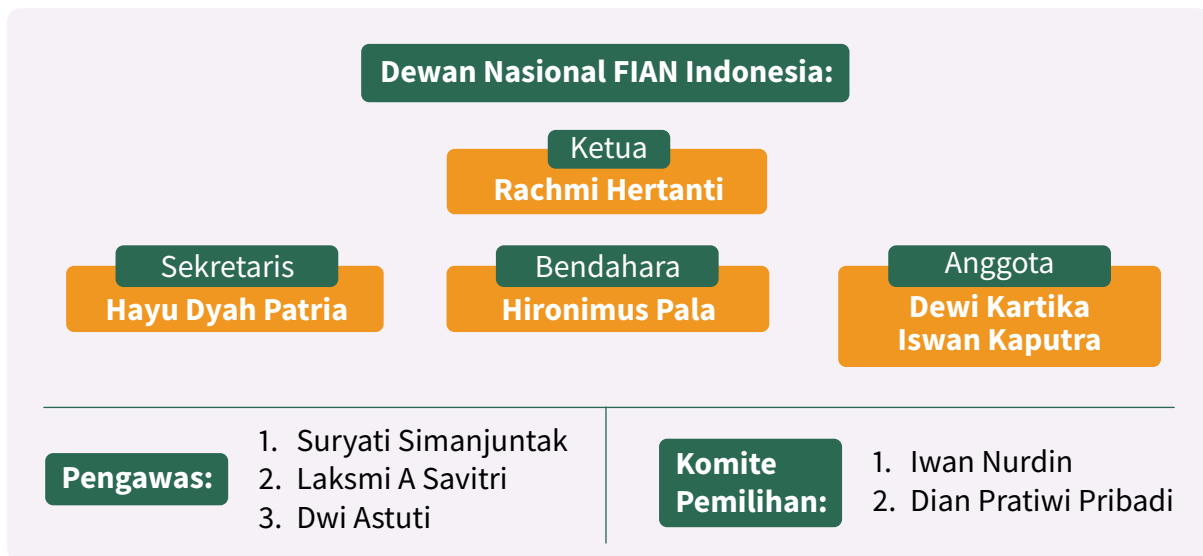 Dewan Nasional FIAN Indonesia:
Ketua
Rachmi Hertanti
Sekretaris
Hayu Dyah Patria
Bendahara
Hironimus Pala
Anggota
Dewi Kartika
Iswan Kaputra
Pengawas:
1. Suryati Simanjuntak
2. Laksmi A Savitri
3. Dwi Astuti
Komite
Pemilihan:
1. Iwan Nurdin
2. Dian Pratiwi Pribadi